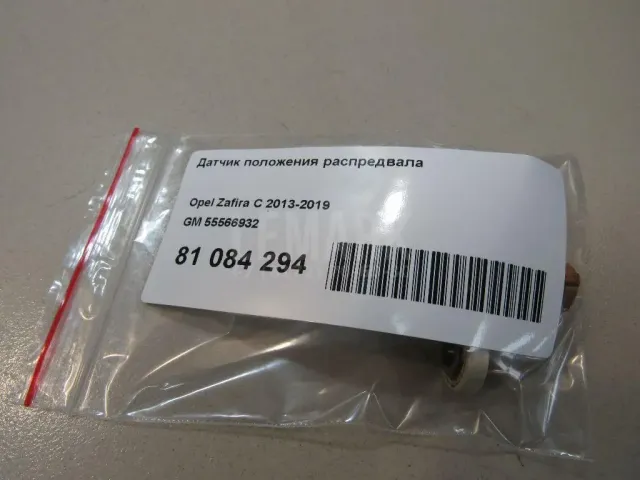 Датчик положения распредвала
Opel Zafira C 2013-2019
GM 55566932
81 084 294